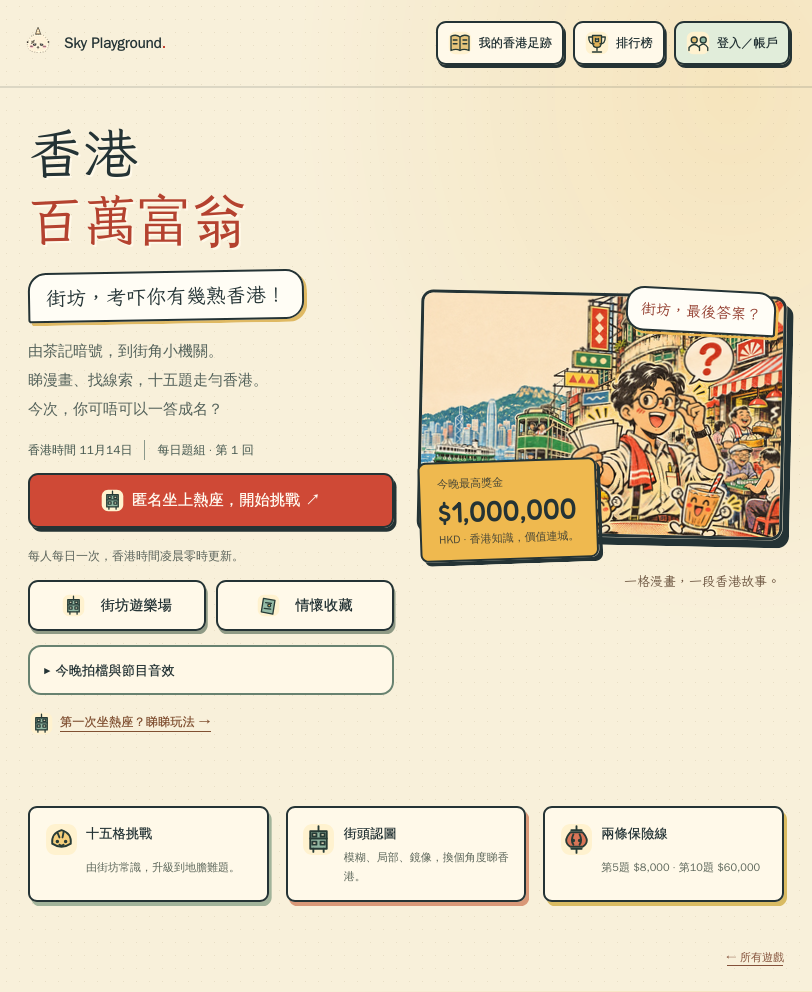 Sky Playground.
我的香港足跡
排行榜
登入／帳戶
香港
百萬富翁
街坊，考吓你有幾熟香港！
由茶記暗號，到街角小機關。
睇漫畫、找線索，十五題走勻香港。
今次，你可唔可以一答成名？
香港時間 11月14日
每日題組 · 第 1 回
匿名坐上熱座，開始挑戰 ↗
每人每日一次，香港時間凌晨零時更新。
街坊遊樂場
情懷收藏
▸ 今晚拍檔與節目音效
第一次坐熱座？睇睇玩法 →
街坊，最後答案？
?
今晚最高獎金
$1,000,000
HKD · 香港知識，價值連城。
一格漫畫，一段香港故事。
十五格挑戰
由街坊常識，升級到地膽難題。
街頭認圖
模糊、局部、鏡像，換個角度睇香
港。
兩條保險線
第5題 $8,000 · 第10題 $60,000
← 所有遊戲